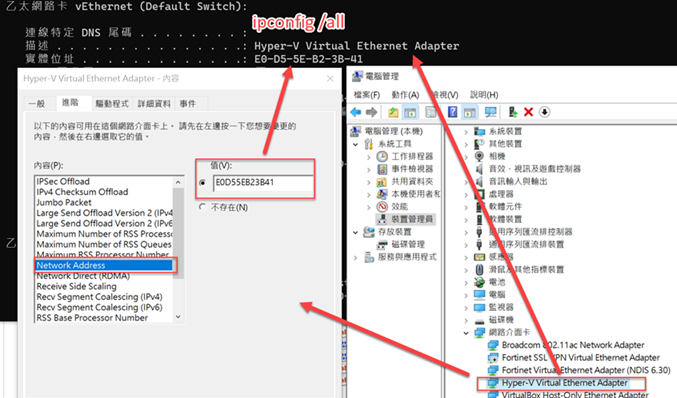 乙太網路卡 vEthernet (Default Switch):
ipconfig /all
連線特定 DNS 尾碼 . . . . . . . . :
描述 . . . . . . . . . . . . . . : Hyper-V Virtual Ethernet Adapter
實體位址 . . . . . . . . . . . . : E0-D5-5E-B2-3B-41
Hyper-V Virtual Ethernet Adapter - 內容
一般
進階
驅動程式
詳細資料
事件
以下的內容可用在這個網路介面卡上。請先在左邊按一下您想要變更的
內容，然後在右邊選取它的值。
內容(P):
值(V):
IPSec Offload
IPv4 Checksum Offload
Jumbo Packet
Large Send Offload Version 2 (IPv4
Large Send Offload Version 2 (IPv6
Maximum Number of RSS Processo
Maximum Number of RSS Queues
Maximum RSS Processor Number
Network Address
Network Direct (RDMA)
Receive Side Scaling
Recv Segment Coalescing (IPv4)
Recv Segment Coalescing (IPv6)
RSS Base Processor Number
E0D55EB23B41
不存在(N)
乙
電腦管理
檔案(F)
動作(A)
檢視(V)
說明(H)
電腦管理 (本機)
系統工具
工作排程器
事件檢視器
共用資料夾
本機使用者和
效能
裝置管理員
存放裝置
磁碟管理
服務與應用程式
系統裝置
其他裝置
相機
音效、視訊及遊戲控制器
音訊輸入與輸出
處理器
軟體元件
軟體裝置
通用序列匯流排控制器
通用序列匯流排裝置
感應器
滑鼠及其他指標裝置
電池
電腦
監視器
磁碟機
網路介面卡
Broadcom 802.11ac Network Adapter
Fortinet SSL VPN Virtual Ethernet Adapter
Fortinet Virtual Ethernet Adapter (NDIS 6.30)
Hyper-V Virtual Ethernet Adapter
VirtualBox Host-Only Ethernet Adapter